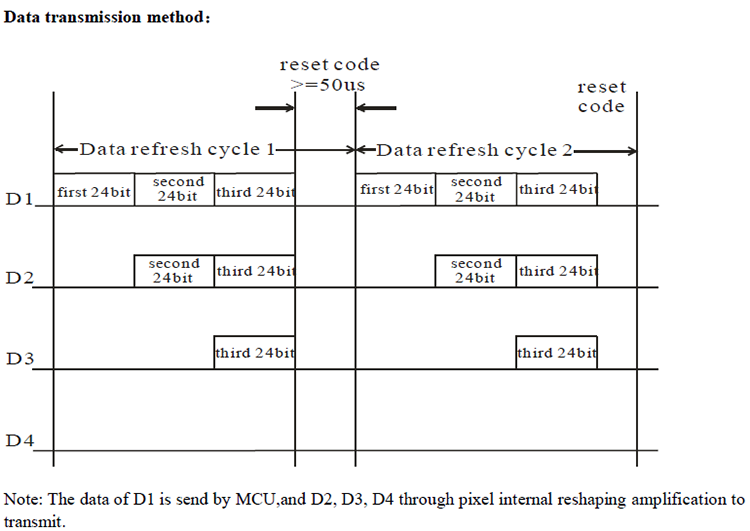 Data transmission method：
reset code
>=50us
reset
code
Data refresh cycle 1
Data refresh cycle 2
D1
first 24bit
second
24bit
third 24bit
first 24bit
second
24bit
third 24bit
D2
second
24bit
third 24bit
second
24bit
third 24bit
D3
third 24bit
third 24bit
D4
Note: The data of D1 is send by MCU,and D2, D3, D4 through pixel internal reshaping amplification to
transmit.